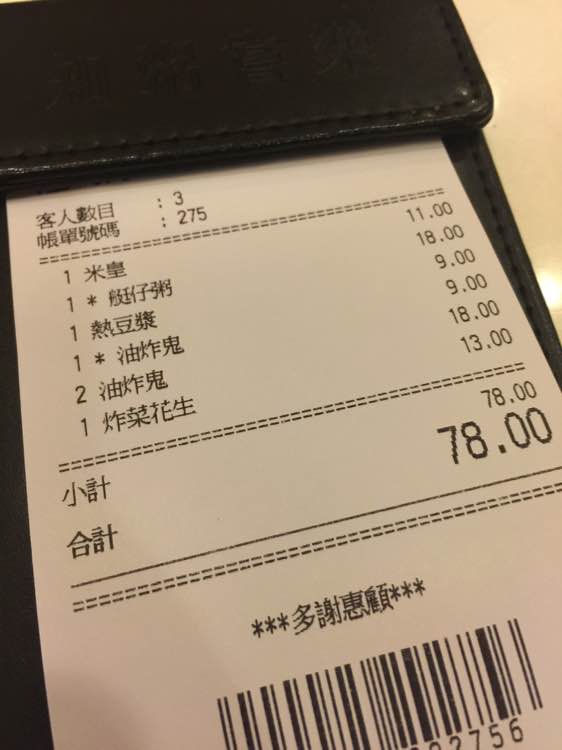 客人數目 : 3
帳單號碼 : 275
1 米皇 11.00
1 * 艇仔粥 18.00
1 熱豆漿 9.00
1 * 油炸鬼 9.00
2 油炸鬼 18.00
1 炸菜花生 13.00
小計 78.00
合計 78.00
***多謝惠顧***
2756